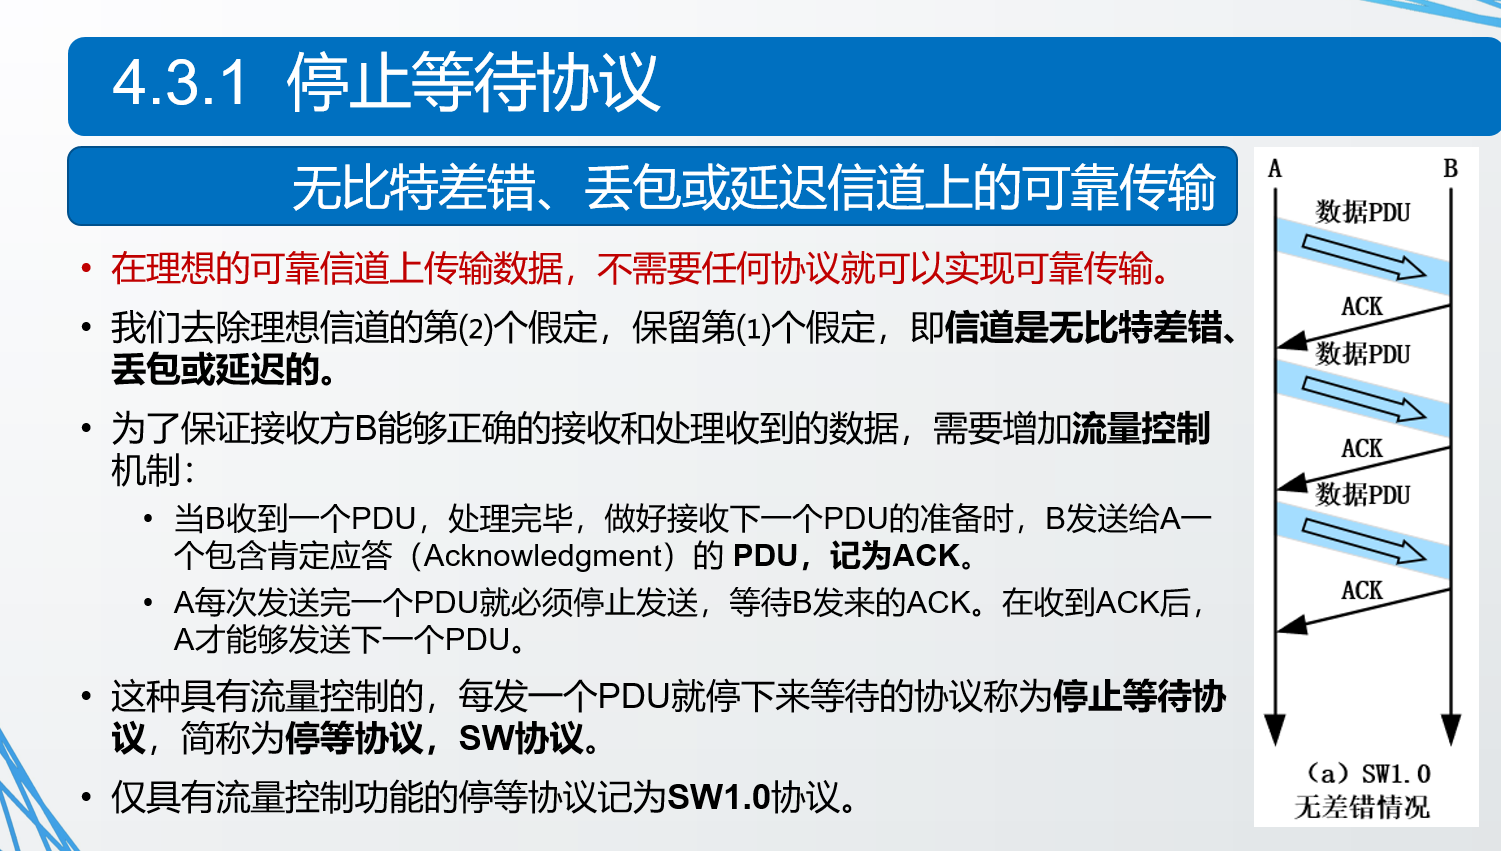 4.3.1 停止等待协议
无比特差错、丢包或延迟信道上的可靠传输
• 在理想的可靠信道上传输数据，不需要任何协议就可以实现可靠传输。
• 我们去除理想信道的第(2)个假定，保留第(1)个假定，即信道是无比特差错、
丢包或延迟的。
• 为了保证接收方B能够正确的接收和处理收到的数据，需要增加流量控制
机制：
• 当B收到一个PDU，处理完毕，做好接收下一个PDU的准备时，B发送给A一
个包含肯定应答（Acknowledgment）的 PDU，记为ACK。
• A每次发送完一个PDU就必须停止发送，等待B发来的ACK。在收到ACK后，
A才能够发送下一个PDU。
• 这种具有流量控制的，每发一个PDU就停下来等待的协议称为停止等待协
议，简称为停等协议，SW协议。
• 仅具有流量控制功能的停等协议记为SW1.0协议。
A B
数据PDU
ACK
数据PDU
ACK
数据PDU
ACK
（a）SW1.0
无差错情况